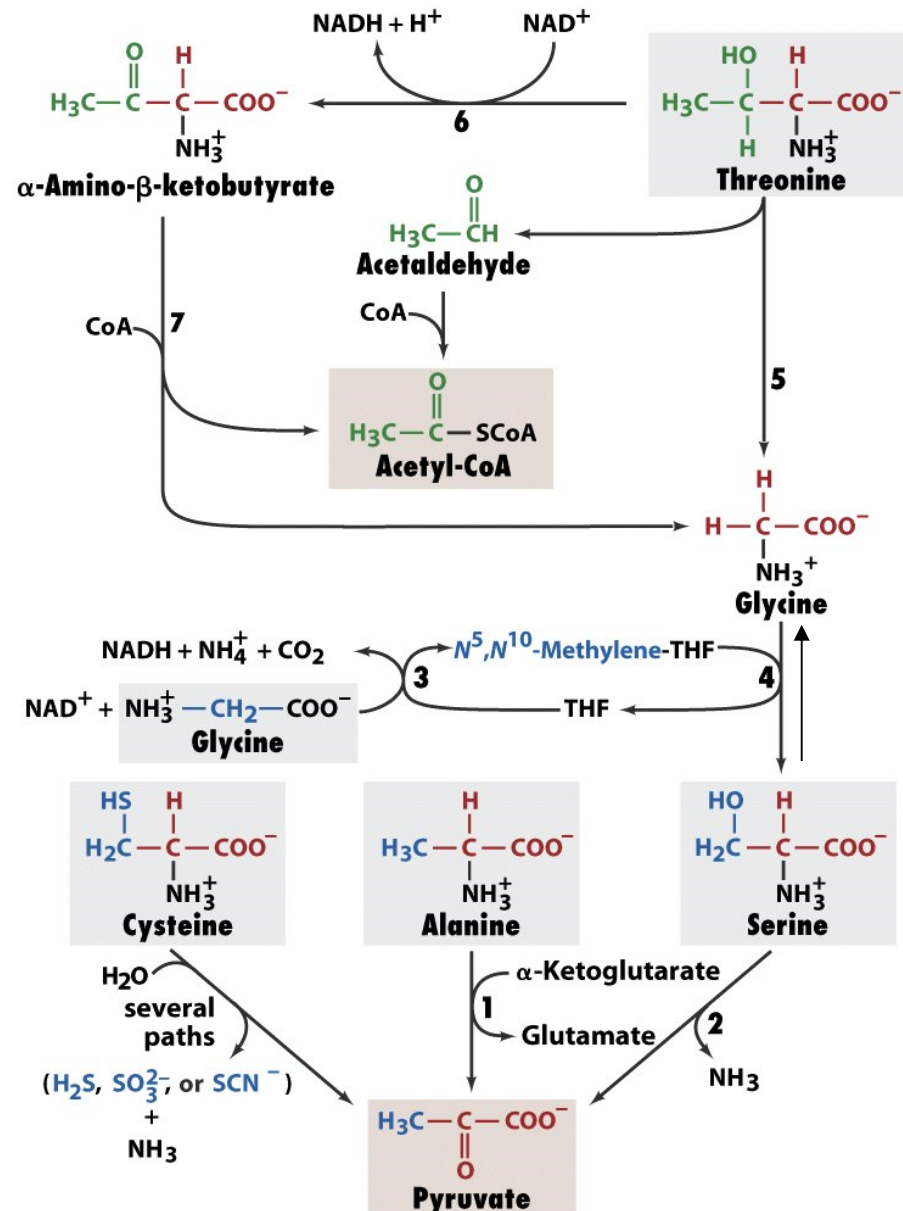 NADH + H⁺ NAD⁺
O H
H₃C—C—C—COO⁻
NH₃⁺
α-Amino-β-ketobutyrate
6
HO H
H₃C—C—C—COO⁻
H NH₃⁺
Threonine
O
H₃C—CH
Acetaldehyde
CoA
CoA 7
5
O
H₃C—C—SCoA
Acetyl-CoA
H
H—C—COO⁻
NH₃⁺
Glycine
NADH + NH₄⁺ + CO₂
3
N⁵,N¹⁰-Methylene-THF
4
NAD⁺ + NH₃⁺—CH₂—COO⁻
Glycine
THF
HS H
H₂C—C—COO⁻
NH₃⁺
Cysteine
H
H₃C—C—COO⁻
NH₃⁺
Alanine
HO H
H₂C—C—COO⁻
NH₃⁺
Serine
H₂O
several
paths
(H₂S, SO₃²⁻, or SCN⁻)
+
NH₃
1
α-Ketoglutarate
Glutamate
2
NH₃
H₃C—C—COO⁻
O
Pyruvate